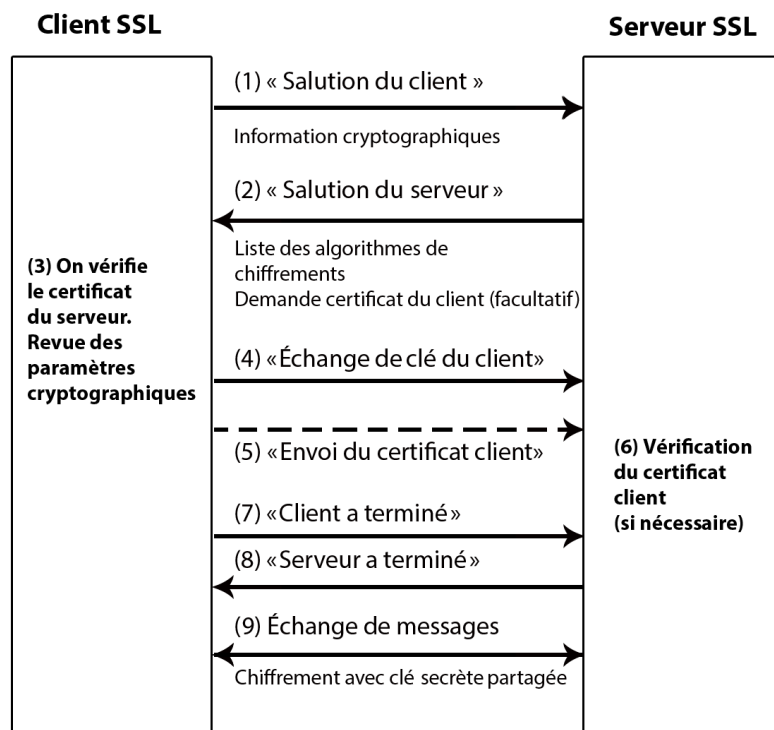 Client SSL
Serveur SSL
(1) « Salution du client »
Information cryptographiques
(2) « Salution du serveur »
Liste des algorithmes de
chiffrements
Demande certificat du client (facultatif)
(3) On vérifie
le certificat
du serveur.
Revue des
paramètres
cryptographiques
(4) «Échange de clé du client»
(5) «Envoi du certificat client»
(6) Vérification
du certificat
client
(si nécessaire)
(7) «Client a terminé»
(8) «Serveur a terminé»
(9) Échange de messages
Chiffrement avec clé secrète partagée